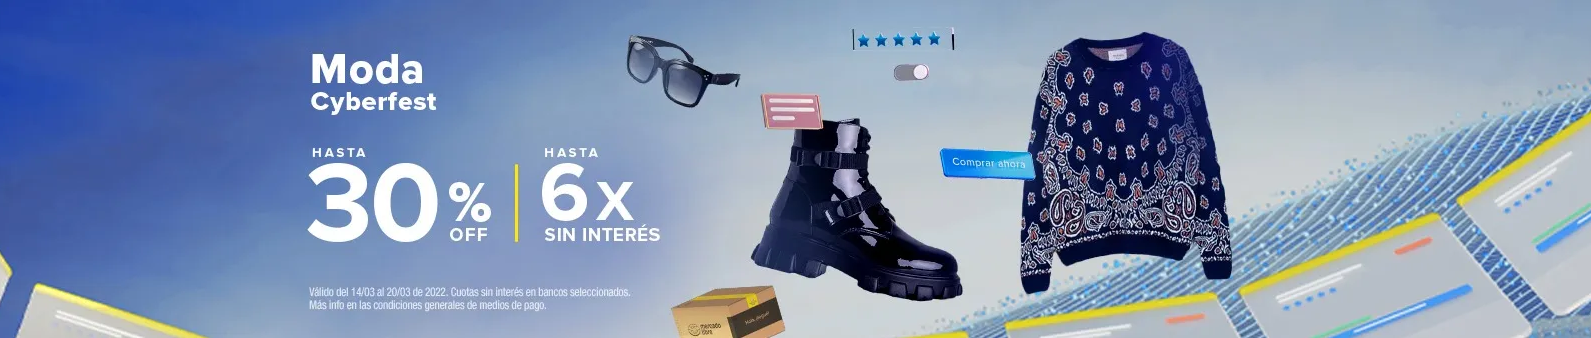 Moda
Cyberfest
HASTA
30%
OFF
HASTA
6x
SIN INTERÉS
Válido del 14/03 al 20/03 de 2022. Cuotas sin interés en bancos seleccionados.
Más info en las condiciones generales de medios de pago.
Comprar ahora
mercado
libre